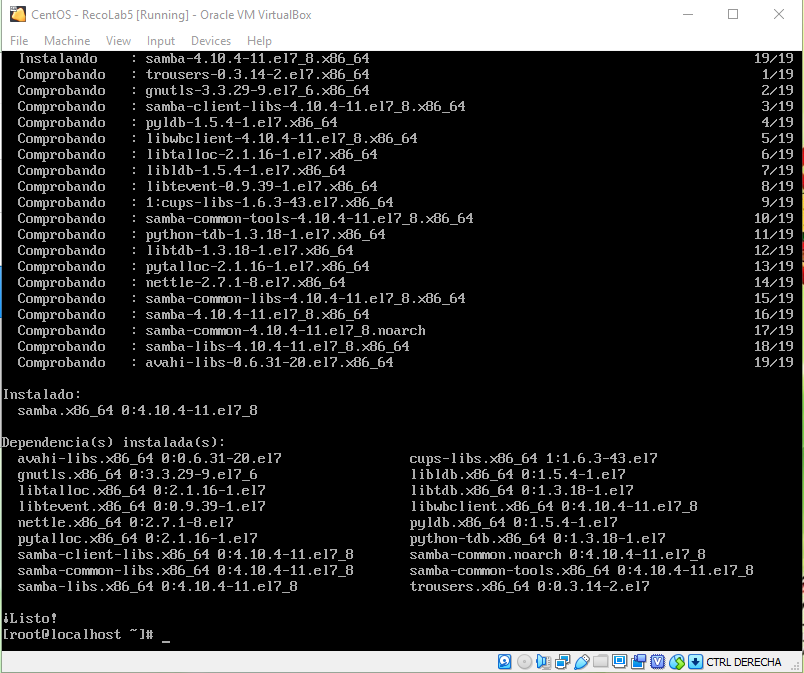 CentOS - RecoLab5 [Running] - Oracle VM VirtualBox
File Machine View Input Devices Help
Instalando : samba-4.10.4-11.el7_8.x86_64 19/19
Comprobando : trousers-0.3.14-2.el7.x86_64 1/19
Comprobando : gnutls-3.3.29-9.el7_6.x86_64 2/19
Comprobando : samba-client-libs-4.10.4-11.el7_8.x86_64 3/19
Comprobando : pyldb-1.5.4-1.el7.x86_64 4/19
Comprobando : libwbclient-4.10.4-11.el7_8.x86_64 5/19
Comprobando : libtalloc-2.1.16-1.el7.x86_64 6/19
Comprobando : libldb-1.5.4-1.el7.x86_64 7/19
Comprobando : libtevent-0.9.39-1.el7.x86_64 8/19
Comprobando : 1:cups-libs-1.6.3-43.el7.x86_64 9/19
Comprobando : samba-common-tools-4.10.4-11.el7_8.x86_64 10/19
Comprobando : python-tdb-1.3.18-1.el7.x86_64 11/19
Comprobando : libtdb-1.3.18-1.el7.x86_64 12/19
Comprobando : pytalloc-2.1.16-1.el7.x86_64 13/19
Comprobando : nettle-2.7.1-8.el7.x86_64 14/19
Comprobando : samba-common-libs-4.10.4-11.el7_8.x86_64 15/19
Comprobando : samba-4.10.4-11.el7_8.x86_64 16/19
Comprobando : samba-common-4.10.4-11.el7_8.noarch 17/19
Comprobando : samba-libs-4.10.4-11.el7_8.x86_64 18/19
Comprobando : avahi-libs-0.6.31-20.el7.x86_64 19/19
Instalado:
samba.x86_64 0:4.10.4-11.el7_8
Dependencia(s) instalada(s):
avahi-libs.x86_64 0:0.6.31-20.el7 cups-libs.x86_64 1:1.6.3-43.el7
gnutls.x86_64 0:3.3.29-9.el7_6 libldb.x86_64 0:1.5.4-1.el7
libtalloc.x86_64 0:2.1.16-1.el7 libtdb.x86_64 0:1.3.18-1.el7
libtevent.x86_64 0:0.9.39-1.el7 libwbclient.x86_64 0:4.10.4-11.el7_8
nettle.x86_64 0:2.7.1-8.el7 pyldb.x86_64 0:1.5.4-1.el7
pytalloc.x86_64 0:2.1.16-1.el7 python-tdb.x86_64 0:1.3.18-1.el7
samba-client-libs.x86_64 0:4.10.4-11.el7_8 samba-common.noarch 0:4.10.4-11.el7_8
samba-common-libs.x86_64 0:4.10.4-11.el7_8 samba-common-tools.x86_64 0:4.10.4-11.el7_8
samba-libs.x86_64 0:4.10.4-11.el7_8 trousers.x86_64 0:0.3.14-2.el7
¡Listo!
[root@localhost ~]# _
CTRL DERECHA